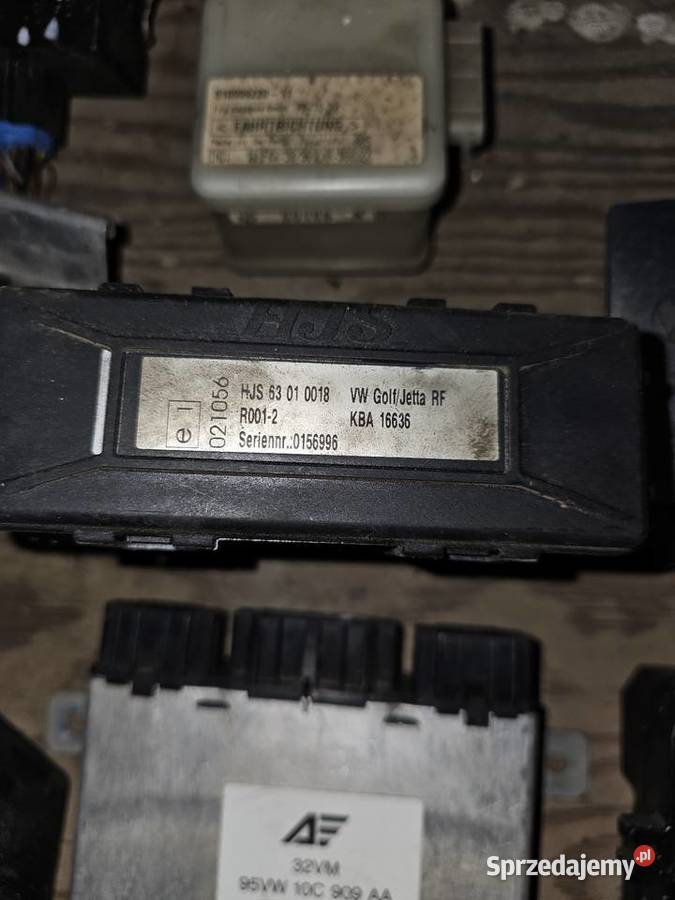 HJS
HJS 63 01 0018 VW Golf/Jetta RF
R001-2 KBA 16636
Seriennr.:0156996
e 1
021056
32VM
95VW 10C 909 AA
Sprzedajemy.pl